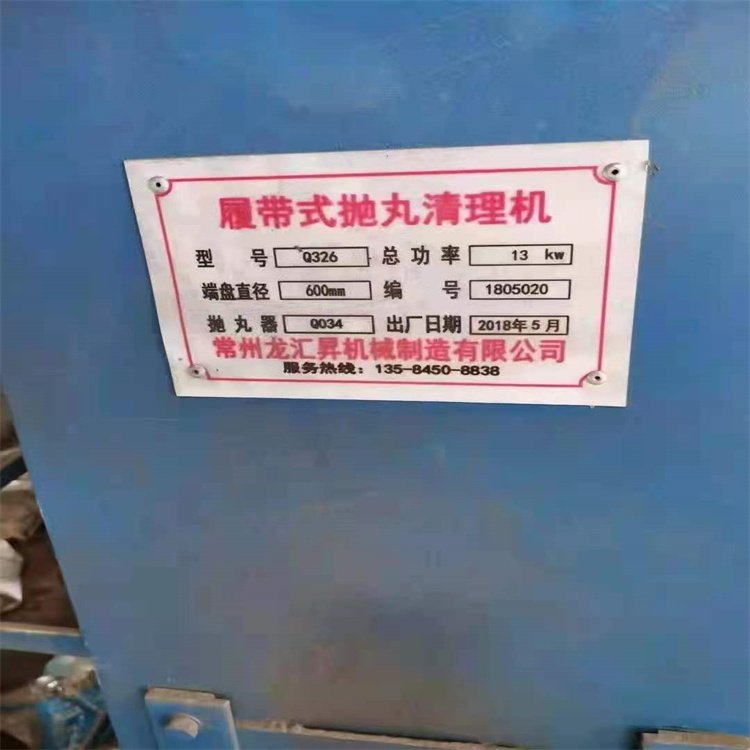 履带式抛丸清理机
型号 Q326 总功率 13 kw
端盘直径 600mm 编号 1805020
抛丸器 Q034 出厂日期 2018年5月
常州龙汇昇机械制造有限公司
服务热线：135-8450-8838